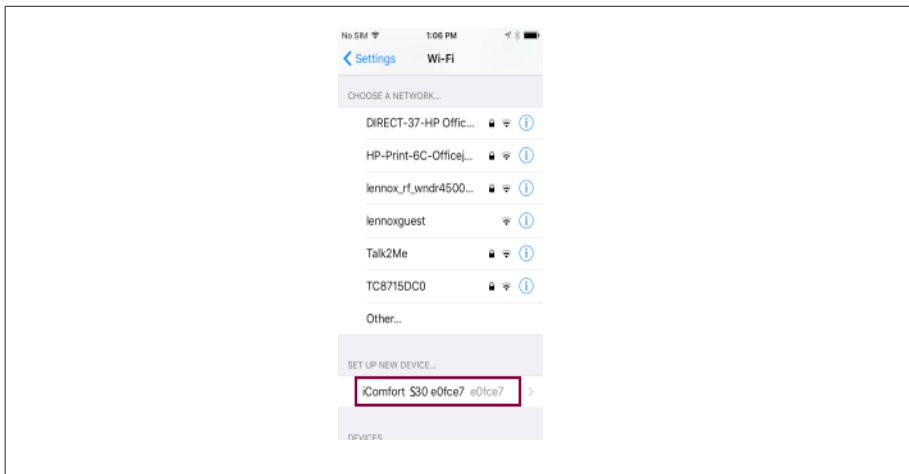 No SIM 1:06 PM
Settings Wi-Fi
CHOOSE A NETWORK...
DIRECT-37-HP Offic...
HP-Print-6C-Officej...
lennox_rf_wndr4500...
lennoxguest
Talk2Me
TC8715DC0
Other...
SET UP NEW DEVICE...
iComfort S30 e0fce7 e0fce7
DEVICES